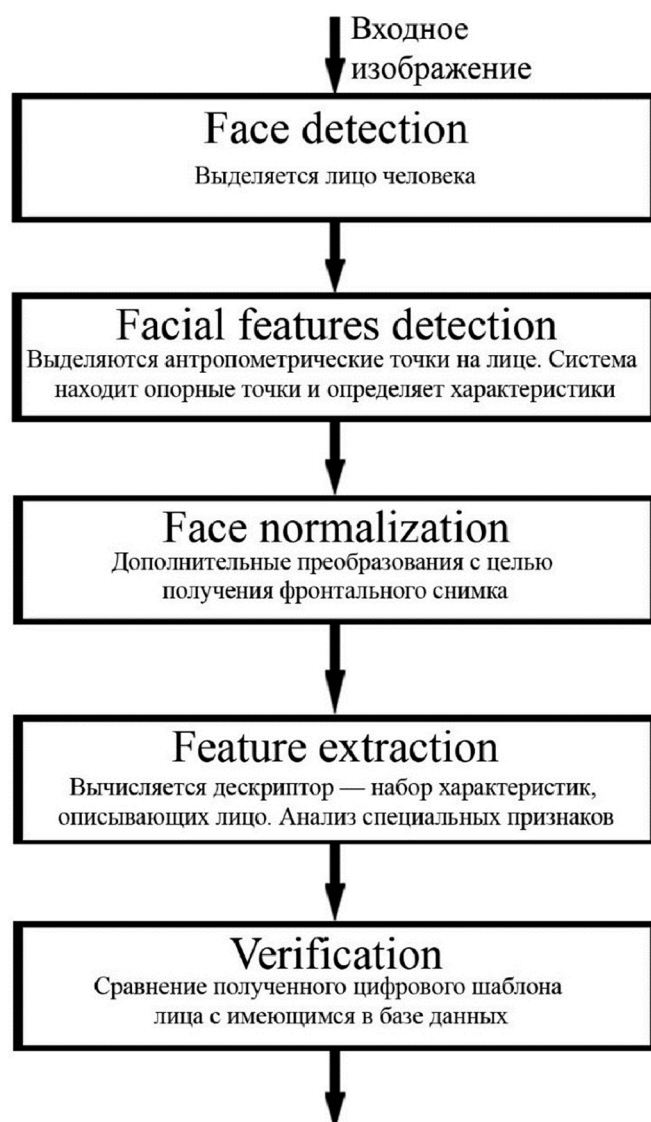 Входное
изображение
Face detection
Выделяется лицо человека
Facial features detection
Выделяются антропометрические точки на лице. Система
находит опорные точки и определяет характеристики
Face normalization
Дополнительные преобразования с целью
получения фронтального снимка
Feature extraction
Вычисляется дескриптор — набор характеристик,
описывающих лицо. Анализ специальных признаков
Verification
Сравнение полученного цифрового шаблона
лица с имеющимся в базе данных